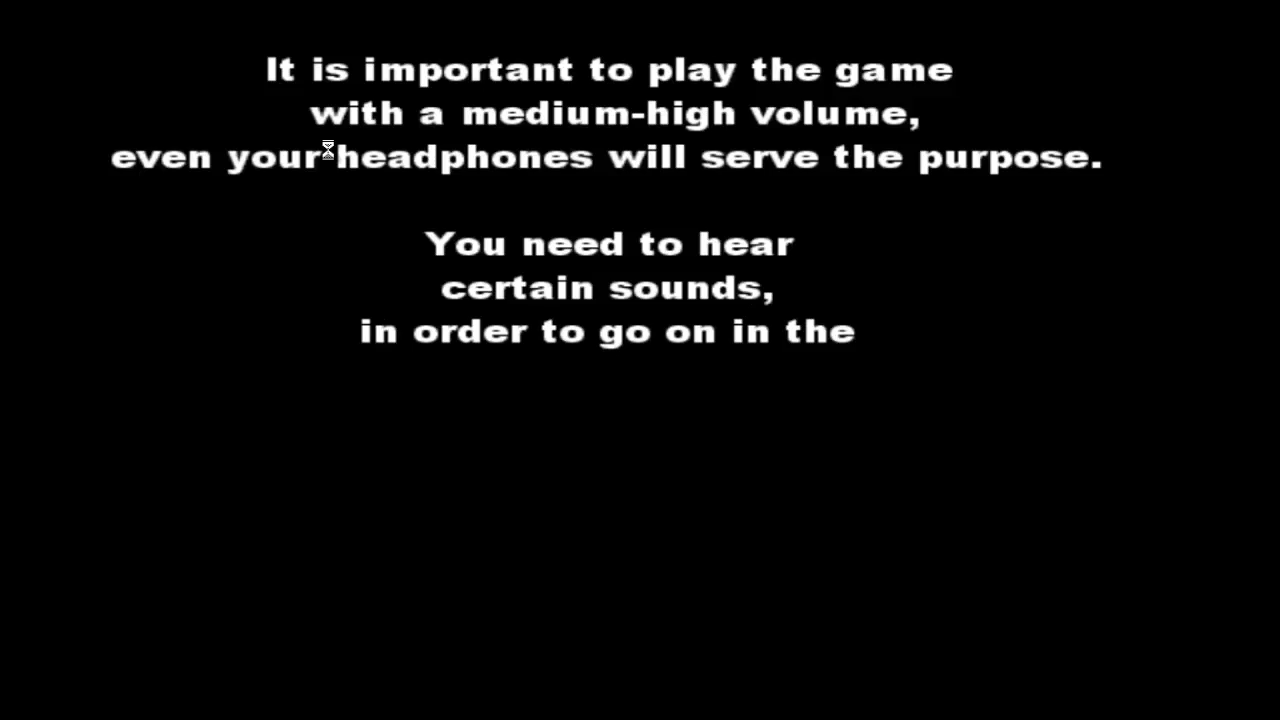 It is important to play the game
with a medium-high volume,
even your headphones will serve the purpose.
You need to hear
certain sounds,
in order to go on in the